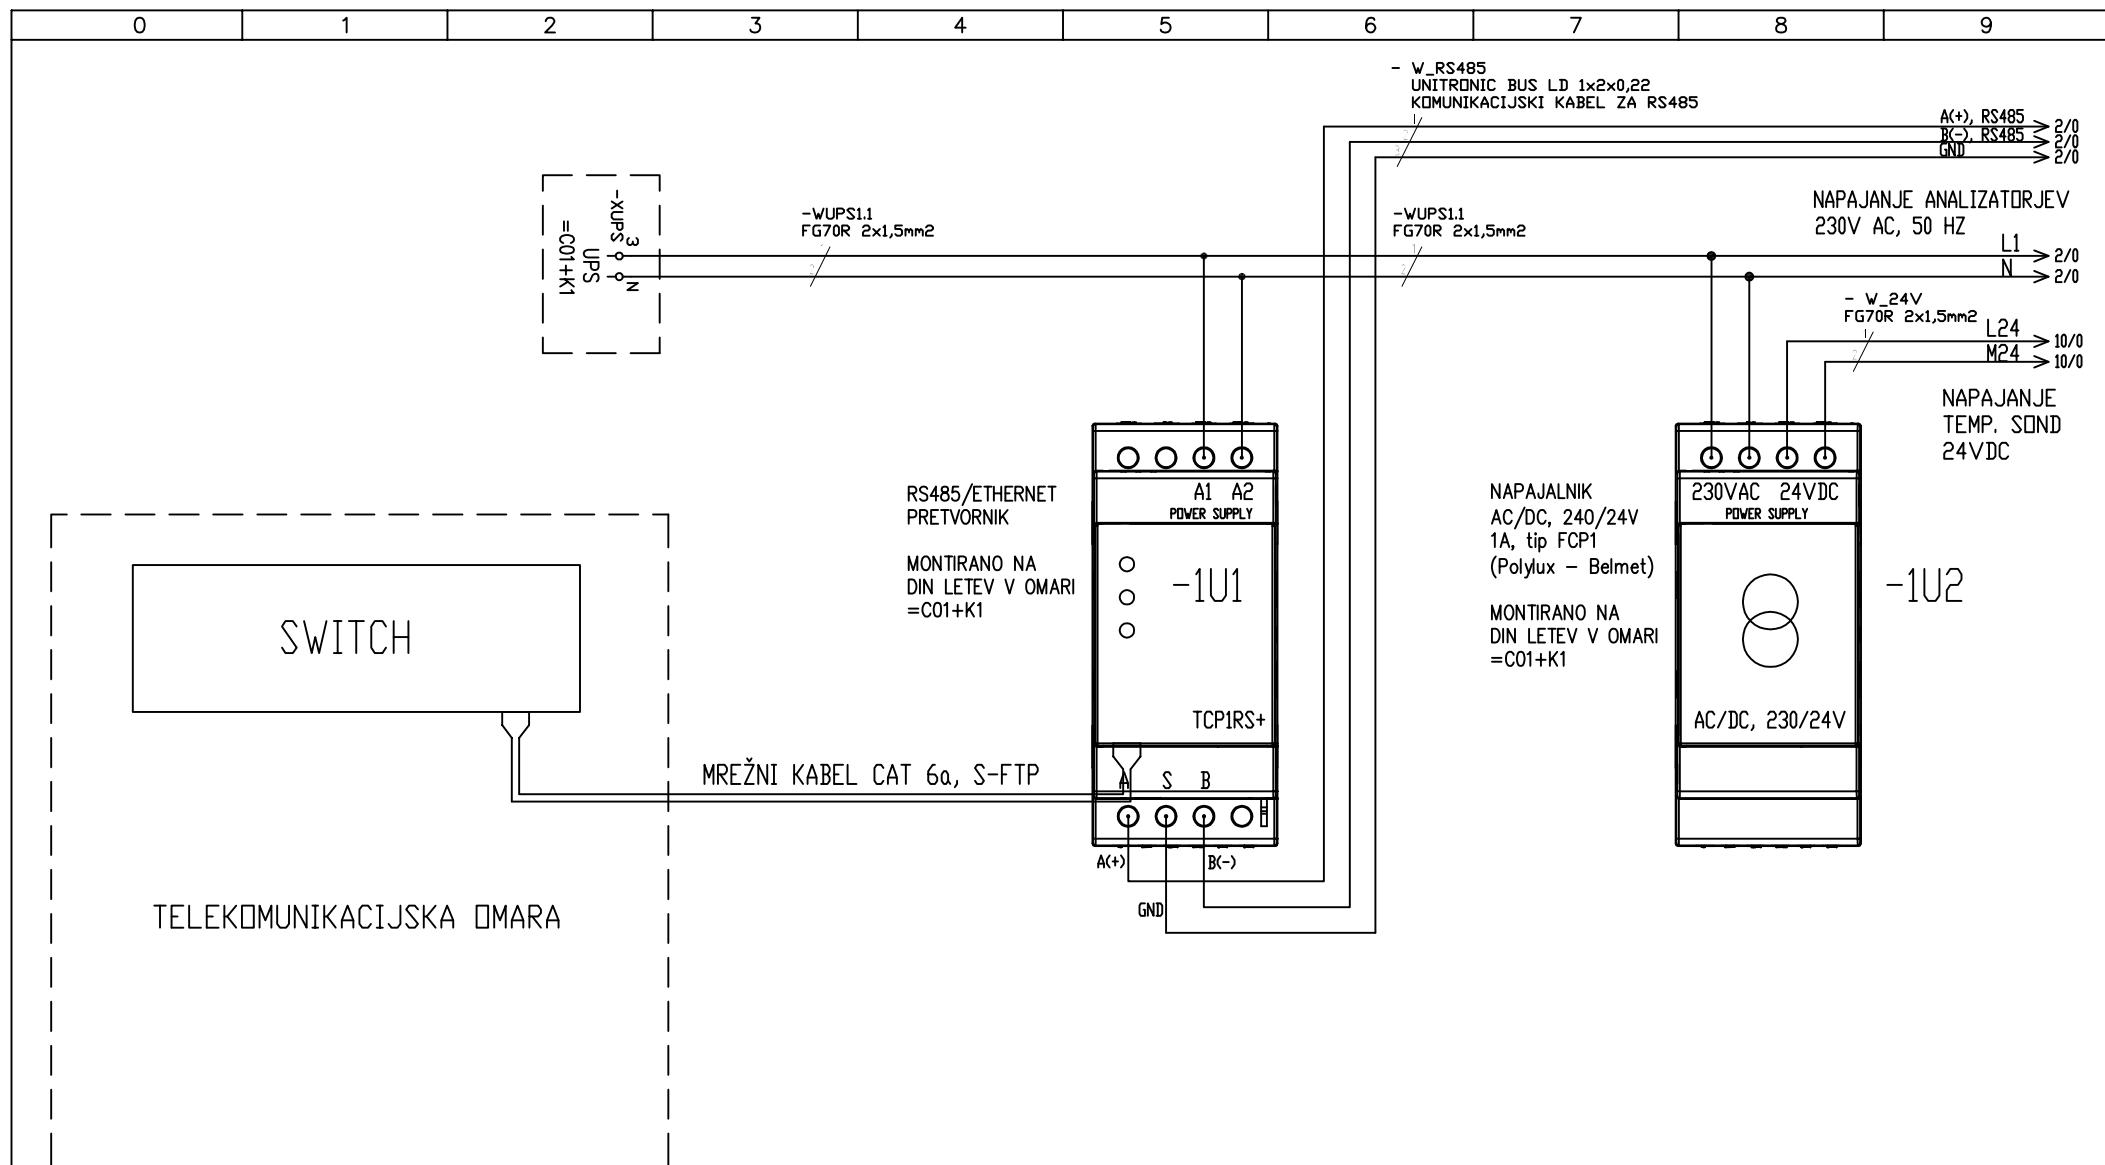 0 1 2 3 4 5 6 7 8 9
- W_RS485
UNITRONIC BUS LD 1x2x0,22
KOMUNIKACIJSKI KABEL ZA RS485
A(+), RS485 2/0
B(-), RS485 2/0
GND 2/0
NAPAJANJE ANALIZATORJEV
230V AC, 50 HZ
-XUPS
3
N
UPS
=C01+K1
-WUPS1.1
FG70R 2x1,5mm2
-WUPS1.1
FG70R 2x1,5mm2
L1 2/0
N 2/0
- W_24V
FG70R 2x1,5mm2
L24 10/0
M24 10/0
NAPAJANJE
TEMP. SOND
24VDC
RS485/ETHERNET
PRETVORNIK
MONTIRANO NA
DIN LETEV V OMARI
=C01+K1
A1 A2
POWER SUPPLY
-1U1
TCP1RS+
A S B
A(+) B(-)
GND
NAPAJALNIK
AC/DC, 240/24V
1A, tip FCP1
(Polylux - Belmet)
MONTIRANO NA
DIN LETEV V OMARI
=C01+K1
230VAC 24VDC
POWER SUPPLY
-1U2
AC/DC, 230/24V
SWITCH
MREŽNI KABEL CAT 6a, S-FTP
TELEKOMUNIKACIJSKA OMARA